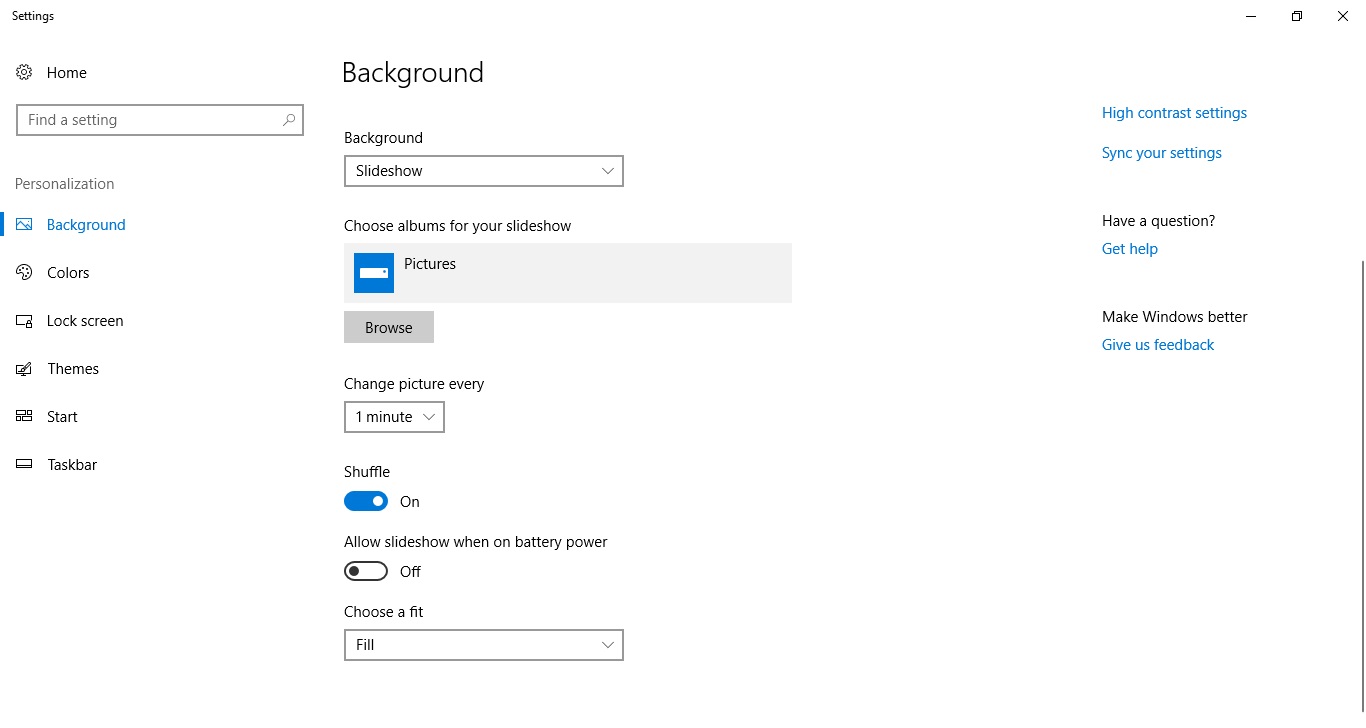 Settings
Home
Find a setting
Personalization
Background
Colors
Lock screen
Themes
Start
Taskbar
Background
Background
Slideshow
Choose albums for your slideshow
Pictures
Browse
Change picture every
1 minute
Shuffle
On
Allow slideshow when on battery power
Off
Choose a fit
Fill
High contrast settings
Sync your settings
Have a question?
Get help
Make Windows better
Give us feedback